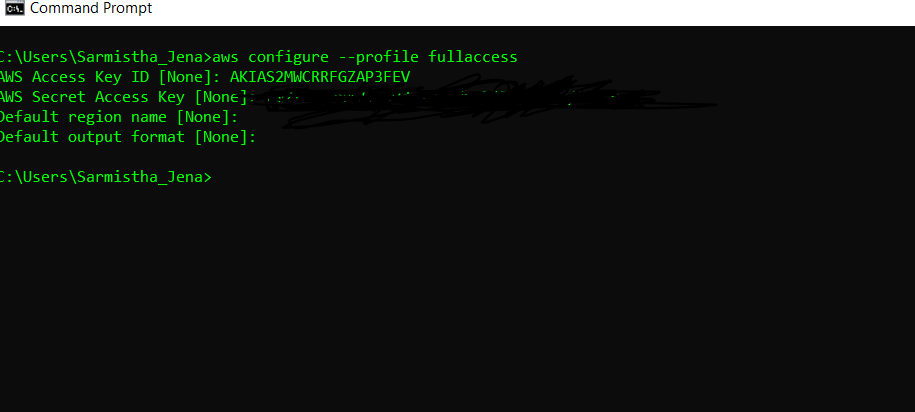 Command Prompt
C:\Users\Sarmistha_Jena>aws configure --profile fullaccess
AWS Access Key ID [None]: AKIAS2MWCRRFGZAP3FEV
AWS Secret Access Key [None]:
Default region name [None]:
Default output format [None]:
C:\Users\Sarmistha_Jena>